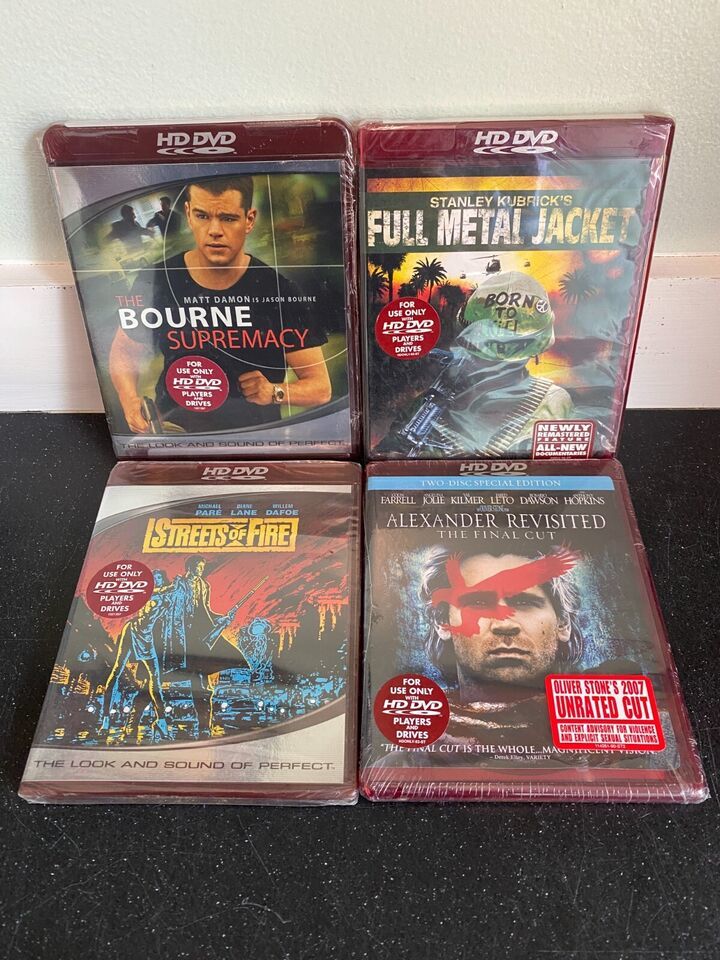 HD DVD
MATT DAMON IS JASON BOURNE
THE
BOURNE
SUPREMACY
FOR
USE ONLY
WITH
HD DVD
PLAYERS
AND
DRIVES
THE LOOK AND SOUND OF PERFECT.
HD DVD
STANLEY KUBRICK'S
FULL METAL JACKET
BORN
TO
KILL
FOR
USE ONLY
WITH
HD DVD
PLAYERS
AND
DRIVES
NEWLY
REMASTERED
FEATURE
ALL-NEW
DOCUMENTARIES
HD DVD
MICHAEL DIANE WILLEM
PARÉ LANE DAFOE
STREETS OF FIRE
FOR
USE ONLY
WITH
HD DVD
PLAYERS
AND
DRIVES
THE LOOK AND SOUND OF PERFECT.
HD DVD
TWO-DISC SPECIAL EDITION
FARRELL JOLIE KILMER LETO DAWSON HOPKINS
ALEXANDER REVISITED
THE FINAL CUT
FOR
USE ONLY
WITH
HD DVD
PLAYERS
AND
DRIVES
OLIVER STONE'S 2007
UNRATED CUT
CONTENT ADVISORY FOR VIOLENCE
AND EXPLICIT SEXUAL SITUATIONS
"THE FINAL CUT IS THE WHOLE...MAGNIFICENT VISION
- Derek Elley, VARIETY